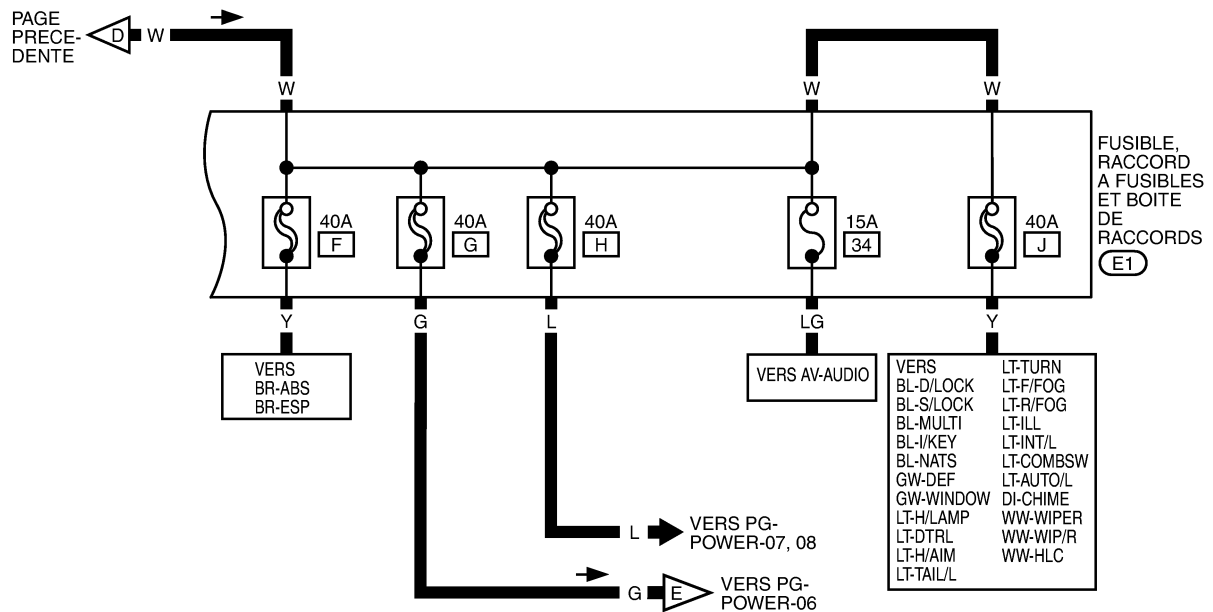 PAGE
PRECE-
DENTE
D W
W
W
W
FUSIBLE,
RACCORD
A FUSIBLES
ET BOITE
DE
RACCORDS
E1
40A
F
40A
G
40A
H
15A
34
40A
J
Y
G
L
LG
Y
VERS
BR-ABS
BR-ESP
VERS AV-AUDIO
VERS
BL-D/LOCK
BL-S/LOCK
BL-MULTI
BL-I/KEY
BL-NATS
GW-DEF
GW-WINDOW
LT-H/LAMP
LT-DTRL
LT-H/AIM
LT-TAIL/L
LT-TURN
LT-F/FOG
LT-R/FOG
LT-ILL
LT-INT/L
LT-COMBSW
LT-AUTO/L
DI-CHIME
WW-WIPER
WW-WIP/R
WW-HLC
L
VERS PG-
POWER-07, 08
G E
VERS PG-
POWER-06